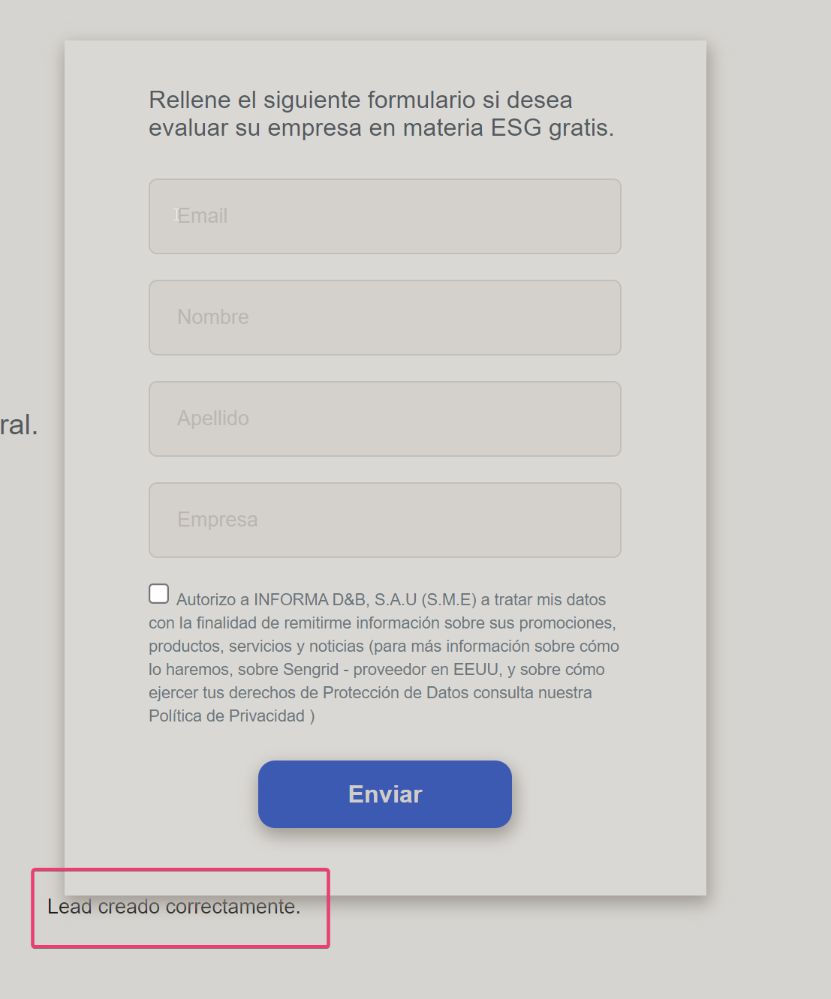 Rellene el siguiente formulario si desea
evaluar su empresa en materia ESG gratis.
Email
Nombre
Apellido
ral.
Empresa
Autorizo a INFORMA D&B, S.A.U (S.M.E) a tratar mis datos
con la finalidad de remitirme información sobre sus promociones,
productos, servicios y noticias (para más información sobre cómo
lo haremos, sobre Sengrid - proveedor en EEUU, y sobre cómo
ejercer tus derechos de Protección de Datos consulta nuestra
Política de Privacidad )
Enviar
Lead creado correctamente.